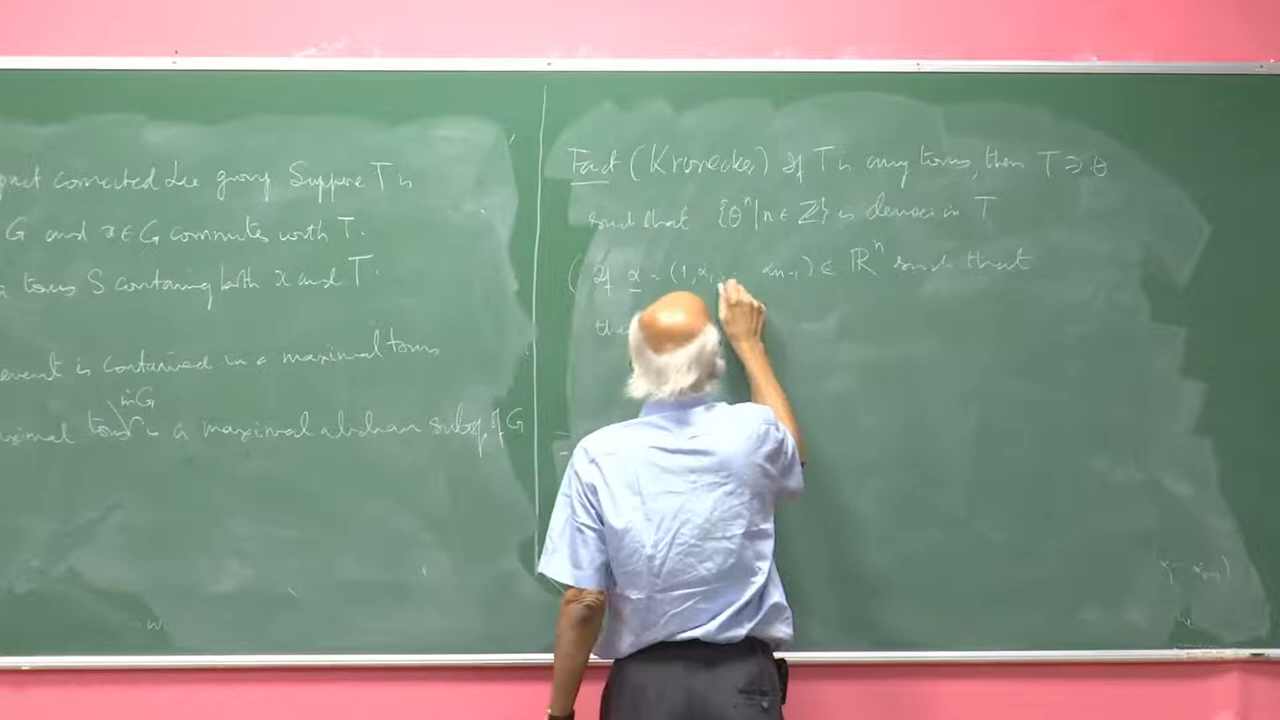 pact connected Lie group Suppose T is
G and x ∈ G commutes with T.
a torus S containing both x and T.
ement is contained in a maximal torus
in G
ximal torus is a maximal abelian subgp. of G
Fact (Kronecker) If T is any torus, then T ∋ θ
such that {θⁿ | n ∈ Z} is dense in T
( If α = (1, α₁, αₙ₋₁) ∈ ℝⁿ such that
the